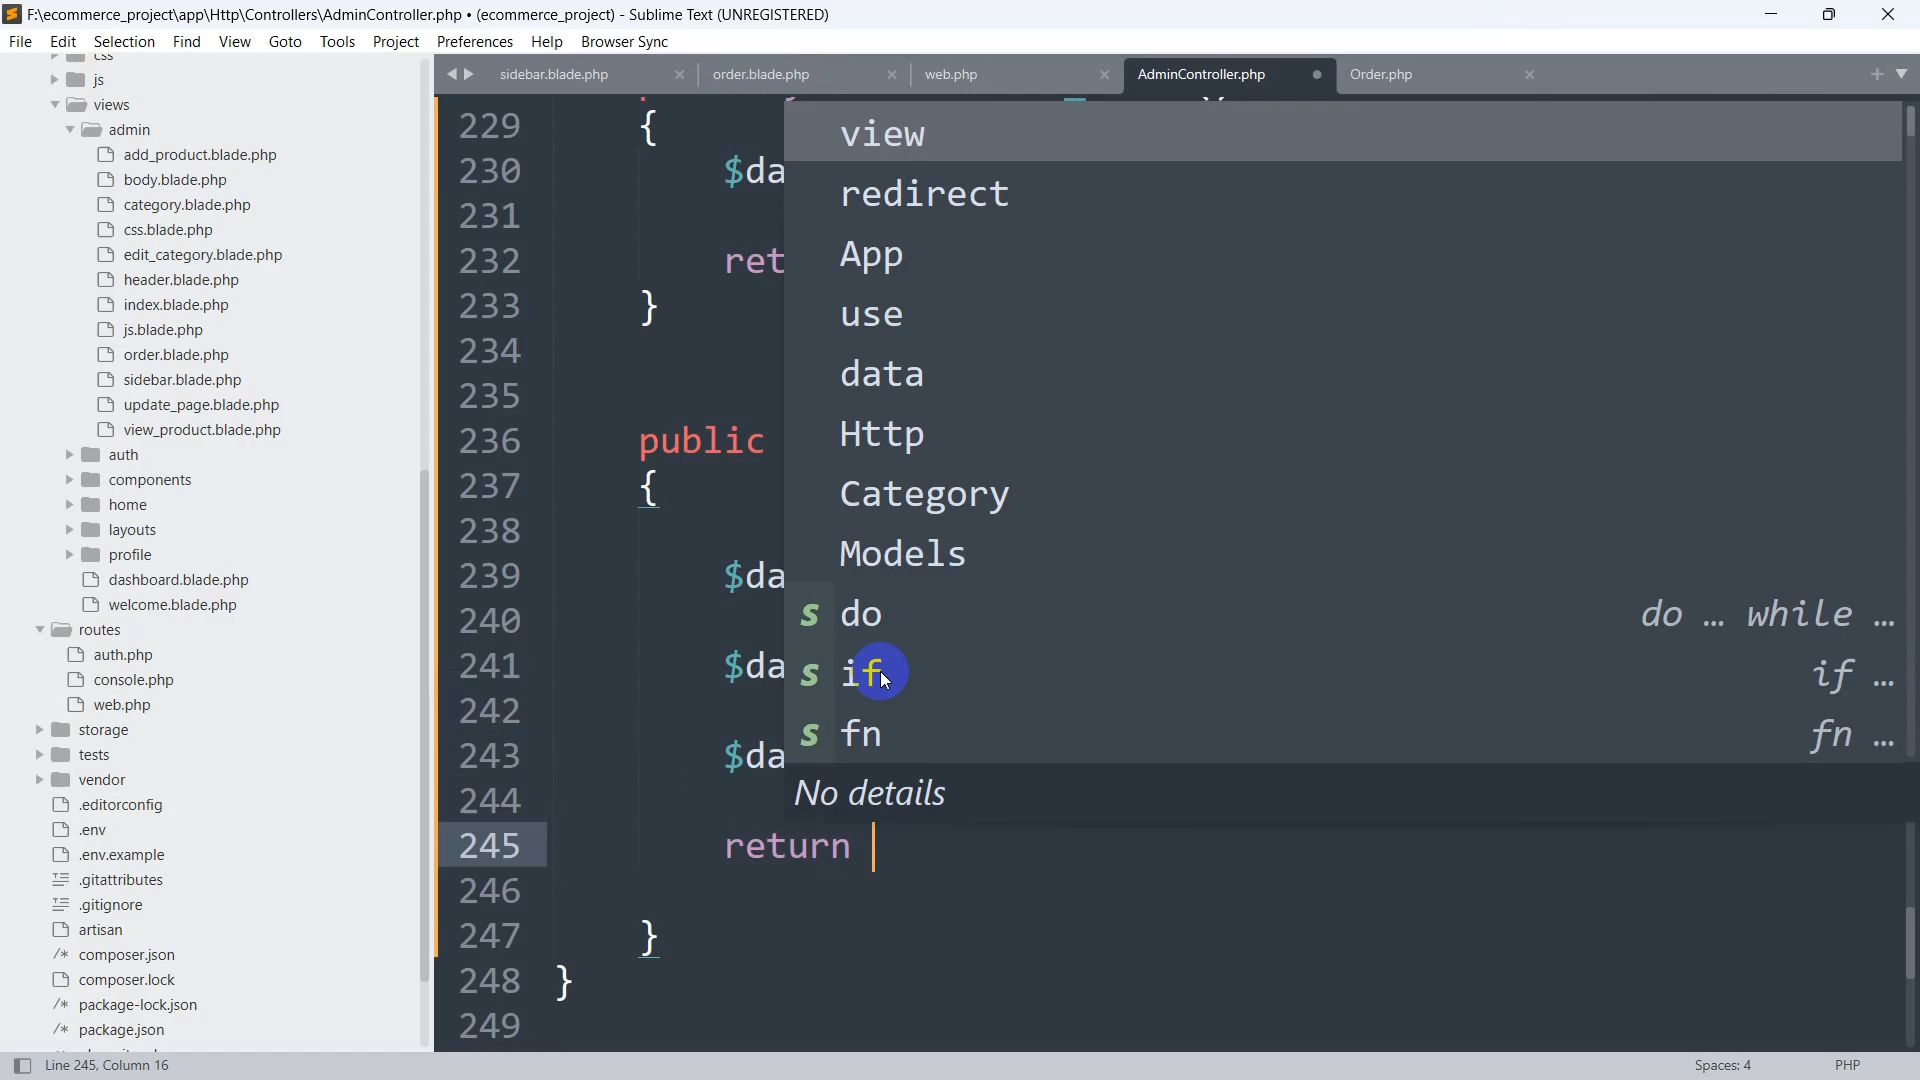 F:\ecommerce_project\app\Http\Controllers\AdminController.php • (ecommerce_project) - Sublime Text (UNREGISTERED)
File Edit Selection Find View Goto Tools Project Preferences Help Browser Sync
sidebar.blade.php order.blade.php web.php AdminController.php Order.php
css
js
views
admin
add_product.blade.php
body.blade.php
category.blade.php
css.blade.php
edit_category.blade.php
header.blade.php
index.blade.php
js.blade.php
order.blade.php
sidebar.blade.php
update_page.blade.php
view_product.blade.php
auth
components
home
layouts
profile
dashboard.blade.php
welcome.blade.php
routes
auth.php
console.php
web.php
storage
tests
vendor
.editorconfig
.env
.env.example
.gitattributes
.gitignore
artisan
/* composer.json
composer.lock
/* package-lock.json
/* package.json
229 {
230 $da
231
232 ret
233 }
234
235
236 public
237 {
238
239 $da
240
241 $da
242
243 $da
244
245 return
246
247 }
248 }
249
view
redirect
App
use
data
Http
Category
Models
s do do … while …
s if if …
s fn fn …
No details
Line 245, Column 16 Spaces: 4 PHP